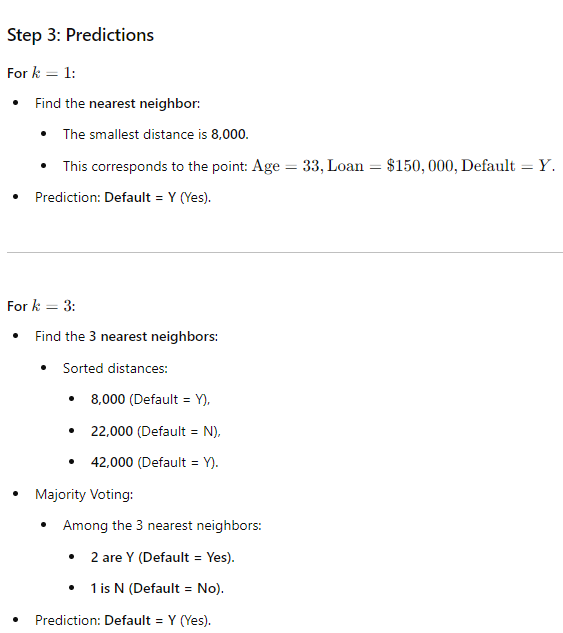 Step 3: Predictions
For k = 1:
• Find the nearest neighbor:
• The smallest distance is 8,000.
• This corresponds to the point: Age = 33, Loan = $150, 000, Default = Y.
• Prediction: Default = Y (Yes).
For k = 3:
• Find the 3 nearest neighbors:
• Sorted distances:
• 8,000 (Default = Y),
• 22,000 (Default = N),
• 42,000 (Default = Y).
• Majority Voting:
• Among the 3 nearest neighbors:
• 2 are Y (Default = Yes).
• 1 is N (Default = No).
• Prediction: Default = Y (Yes).